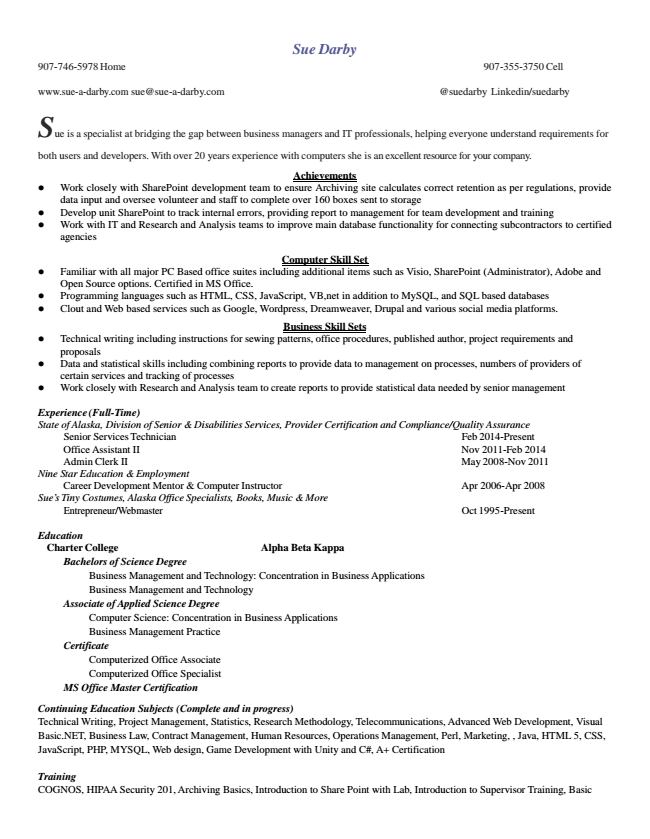 Sue Darby
907-746-5978 Home 907-355-3750 Cell
www.sue-a-darby.com sue@sue-a-darby.com @suedarby Linkedin/suedarby
Sue is a specialist at bridging the gap between business managers and IT professionals, helping everyone understand requirements for
both users and developers. With over 20 years experience with computers she is an excellent resource for your company.
Achievements
● Work closely with SharePoint development team to ensure Archiving site calculates correct retention as per regulations, provide
data input and oversee volunteer and staff to complete over 160 boxes sent to storage
● Develop unit SharePoint to track internal errors, providing report to management for team development and training
● Work with IT and Research and Analysis teams to improve main database functionality for connecting subcontractors to certified
agencies
Computer Skill Set
● Familiar with all major PC Based office suites including additional items such as Visio, SharePoint (Administrator), Adobe and
Open Source options. Certified in MS Office.
● Programming languages such as HTML, CSS, JavaScript, VB,net in addition to MySQL, and SQL based databases
● Clout and Web based services such as Google, Wordpress, Dreamweaver, Drupal and various social media platforms.
Business Skill Sets
● Technical writing including instructions for sewing patterns, office procedures, published author, project requirements and
proposals
● Data and statistical skills including combining reports to provide data to management on processes, numbers of providers of
certain services and tracking of processes
● Work closely with Research and Analysis team to create reports to provide statistical data needed by senior management
Experience (Full-Time)
State of Alaska, Division of Senior & Disabilities Services, Provider Certification and Compliance/Quality Assurance
Senior Services Technician Feb 2014-Present
Office Assistant II Nov 2011-Feb 2014
Admin Clerk II May 2008-Nov 2011
Nine Star Education & Employment
Career Development Mentor & Computer Instructor Apr 2006-Apr 2008
Sue's Tiny Costumes, Alaska Office Specialists, Books, Music & More
Entrepreneur/Webmaster Oct 1995-Present
Education
Charter College Alpha Beta Kappa
Bachelors of Science Degree
Business Management and Technology: Concentration in Business Applications
Business Management and Technology
Associate of Applied Science Degree
Computer Science: Concentration in Business Applications
Business Management Practice
Certificate
Computerized Office Associate
Computerized Office Specialist
MS Office Master Certification
Continuing Education Subjects (Complete and in progress)
Technical Writing, Project Management, Statistics, Research Methodology, Telecommunications, Advanced Web Development, Visual
Basic.NET, Business Law, Contract Management, Human Resources, Operations Management, Perl, Marketing, , Java, HTML 5, CSS,
JavaScript, PHP, MYSQL, Web design, Game Development with Unity and C#, A+ Certification
Training
COGNOS, HIPAA Security 201, Archiving Basics, Introduction to Share Point with Lab, Introduction to Supervisor Training, Basic